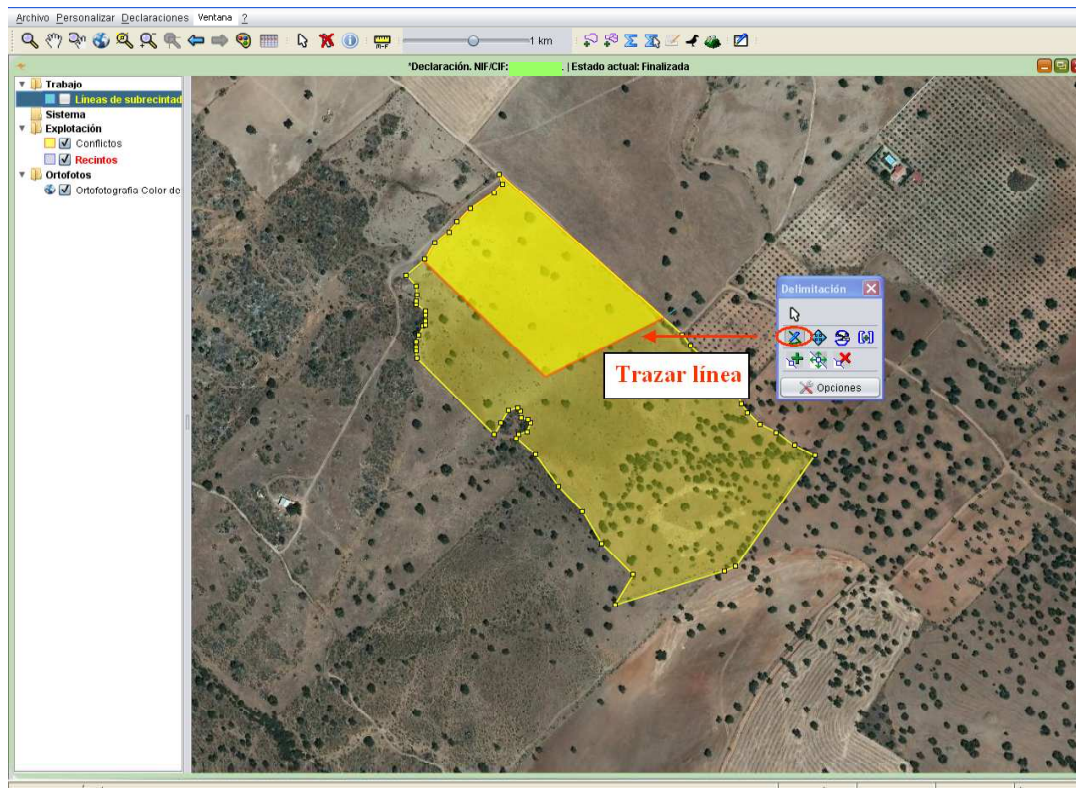 Archivo Personalizar Declaraciones Ventana ?
1 km
*Declaración. NIF/CIF: . | Estado actual: Finalizada
Trabajo
Líneas de subrecintad
Sistema
Explotación
Conflictos
Recintos
Ortofotos
Ortofotografia Color de
Delimitación
Trazar línea
Opciones